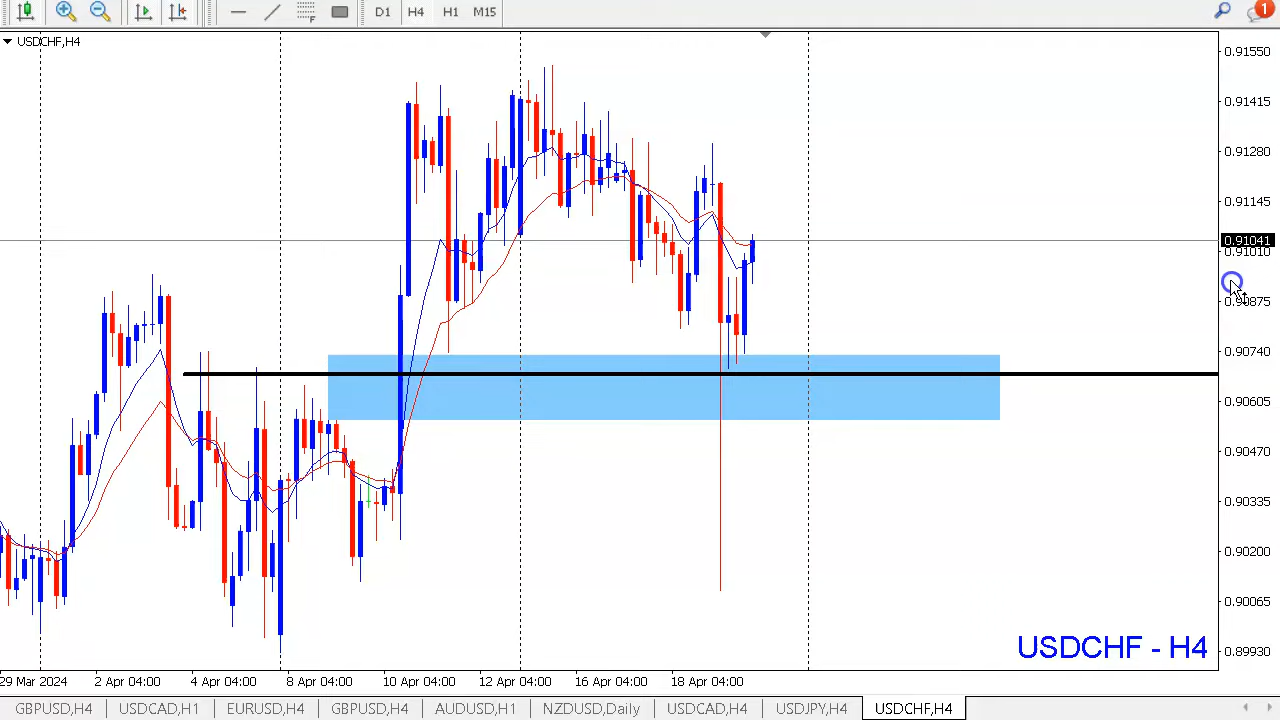 F
D1 H4 H1 M15
1
USDCHF,H4
0.91550
0.91415
0.91280
0.91145
0.91041
0.91010
0.90740
0.90605
0.90470
0.90335
0.90200
0.90065
0.89930
USDCHF - H4
29 Mar 2024 2 Apr 04:00 4 Apr 04:00 8 Apr 04:00 10 Apr 04:00 12 Apr 04:00 16 Apr 04:00 18 Apr 04:00
GBPUSD,H4 USDCAD,H1 EURUSD,H4 GBPUSD,H4 AUDUSD,H1 NZDUSD,Daily USDCAD,H4 USDJPY,H4 USDCHF,H4